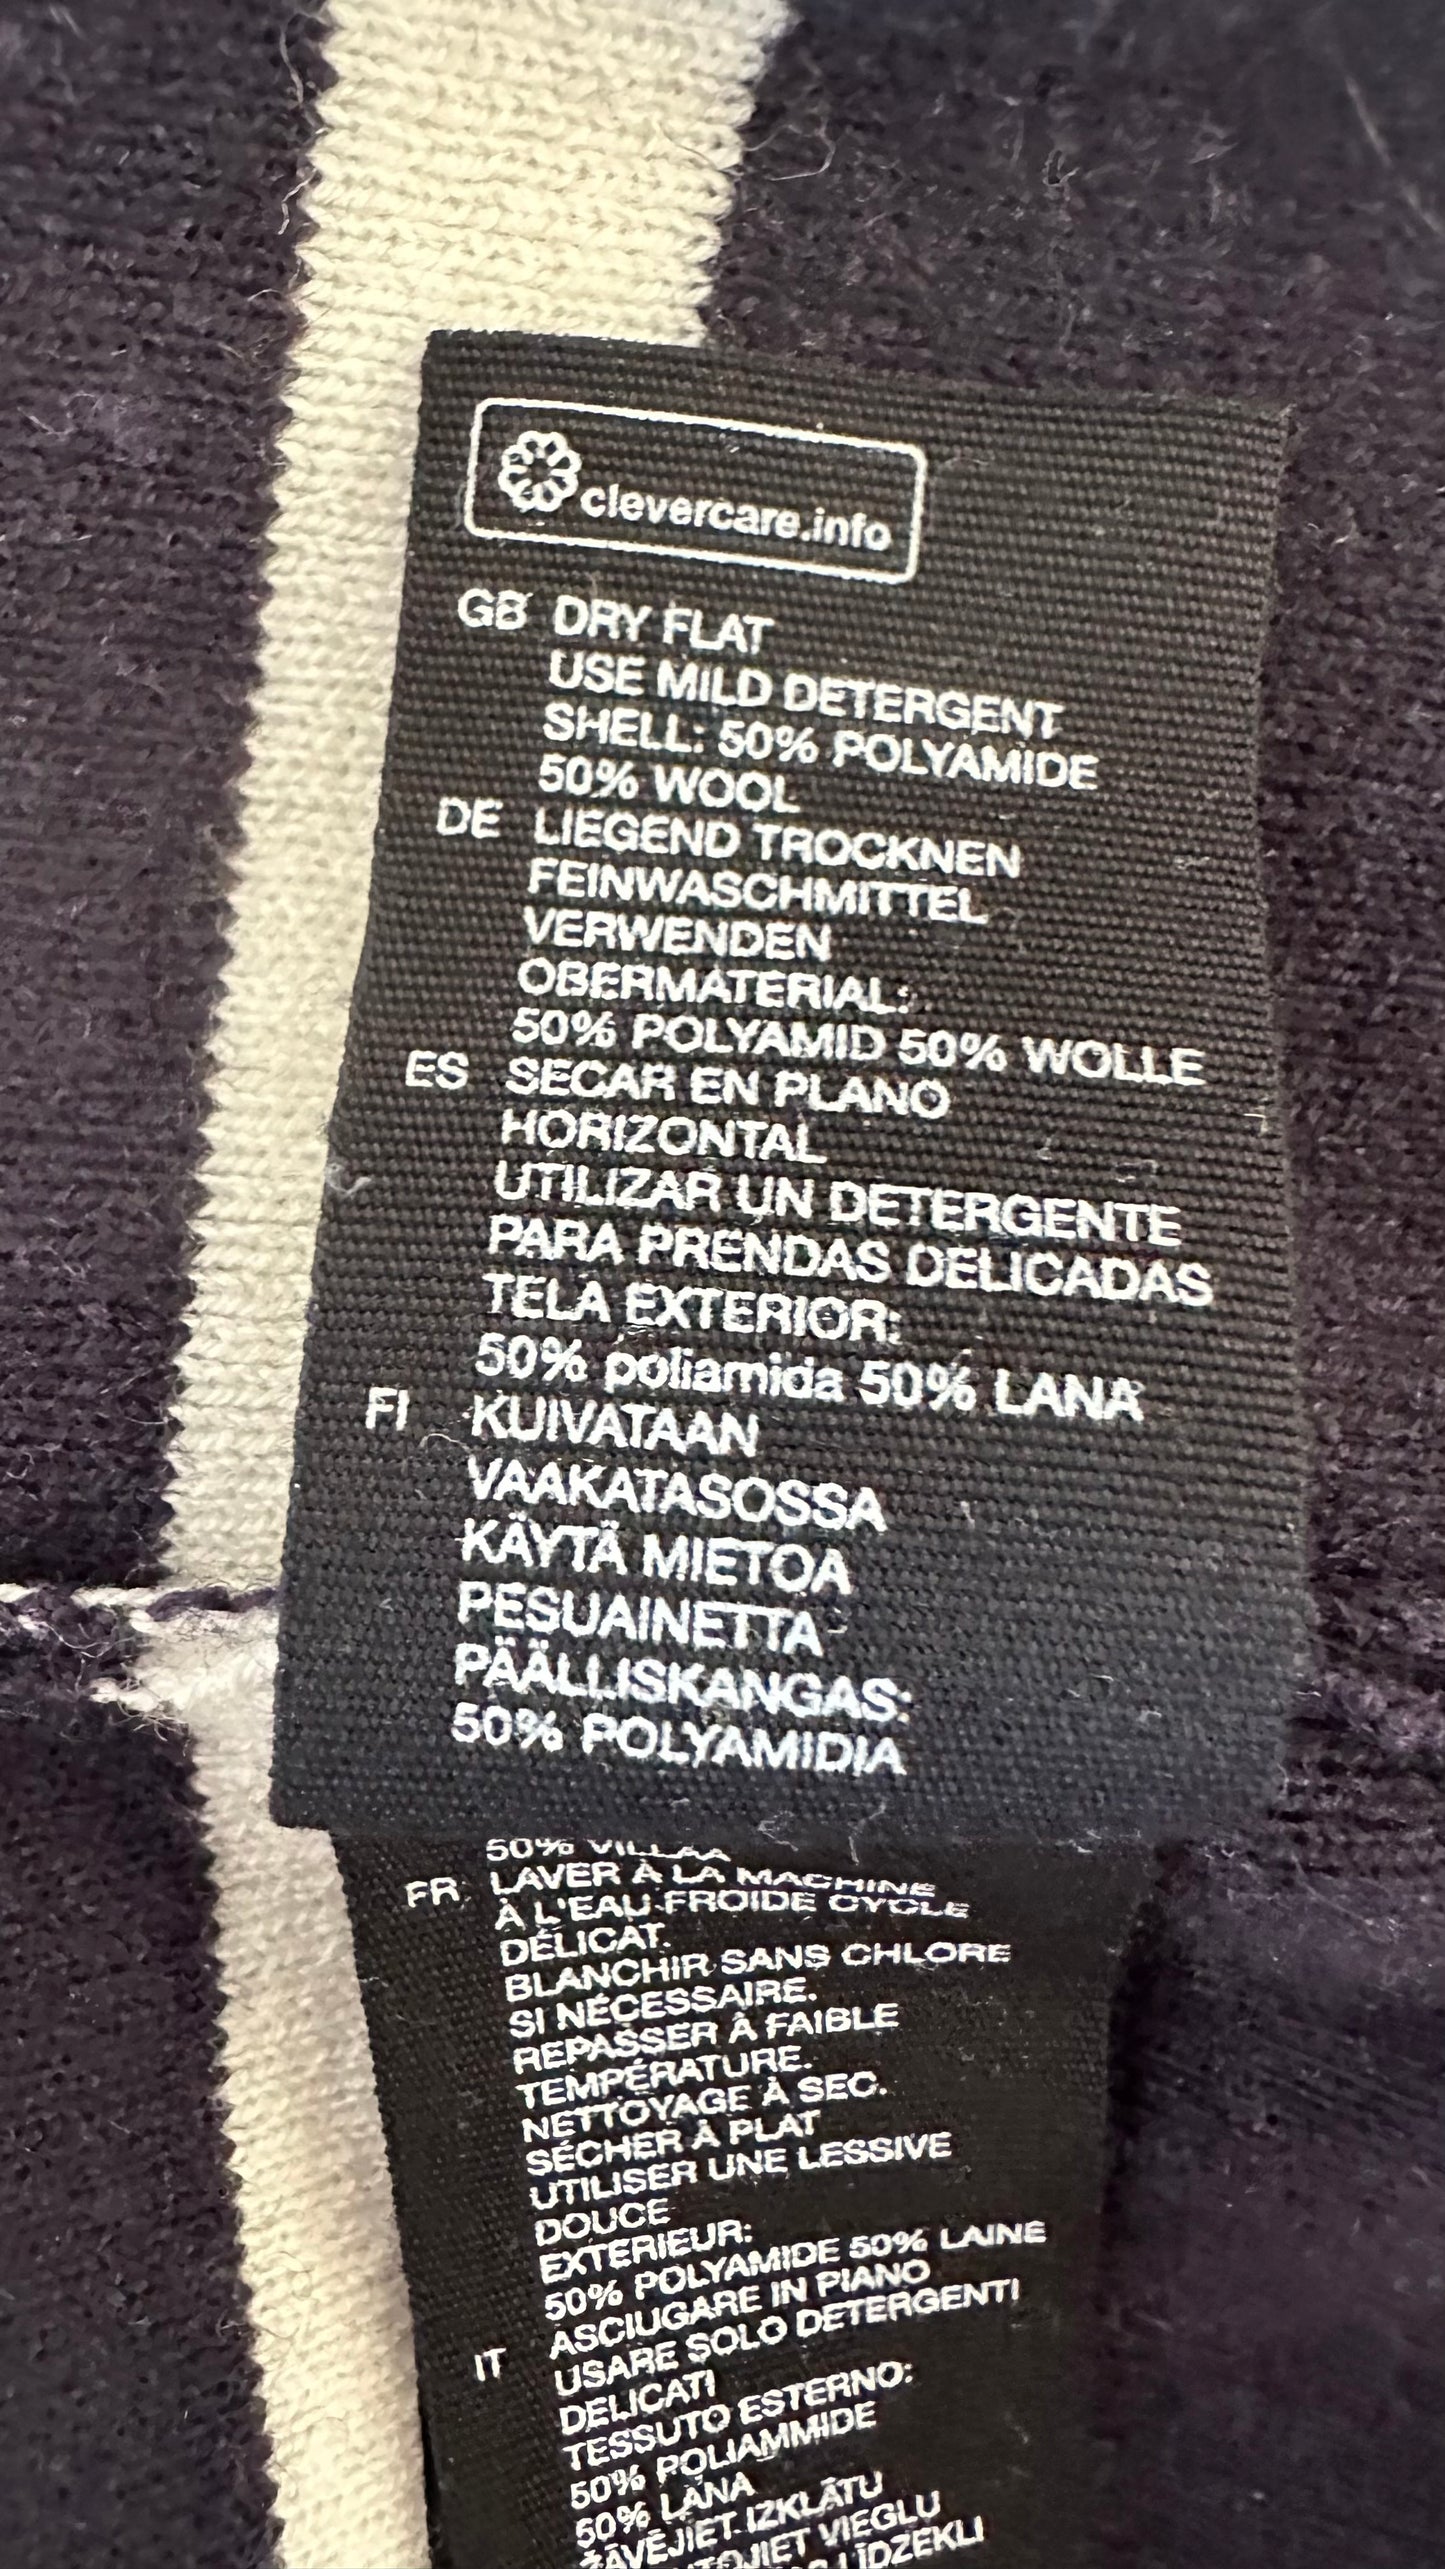 clevercare.info
GB DRY FLAT
USE MILD DETERGENT
SHELL: 50% POLYAMIDE
50% WOOL
DE LIEGEND TROCKNEN
FEINWASCHMITTEL
VERWENDEN
OBERMATERIAL:
50% POLYAMID 50% WOLLE
ES SECAR EN PLANO
HORIZONTAL
UTILIZAR UN DETERGENTE
PARA PRENDAS DELICADAS
TELA EXTERIOR:
50% poliamida 50% LANA
FI KUIVATAAN
VAAKATASOSSA
KÄYTÄ MIETOA
PESUAINETTA
PÄÄLLISKANGAS:
50% POLYAMIDIA
50% VILLAA
FR LAVER À LA MACHINE
À L'EAU FROIDE CYCLE
DÉLICAT.
BLANCHIR SANS CHLORE
SI NÉCESSAIRE.
REPASSER À FAIBLE
TEMPÉRATURE.
NETTOYAGE À SEC.
SÉCHER À PLAT
UTILISER UNE LESSIVE
DOUCE
EXTERIEUR:
50% POLYAMIDE 50% LAINE
IT ASCIUGARE IN PIANO
USARE SOLO DETERGENTI
DELICATI
TESSUTO ESTERNO:
50% POLIAMMIDE
50% LANA
ŽĀVĒJIET IZKLĀTU
VIEGLU
LĪDZEKLI